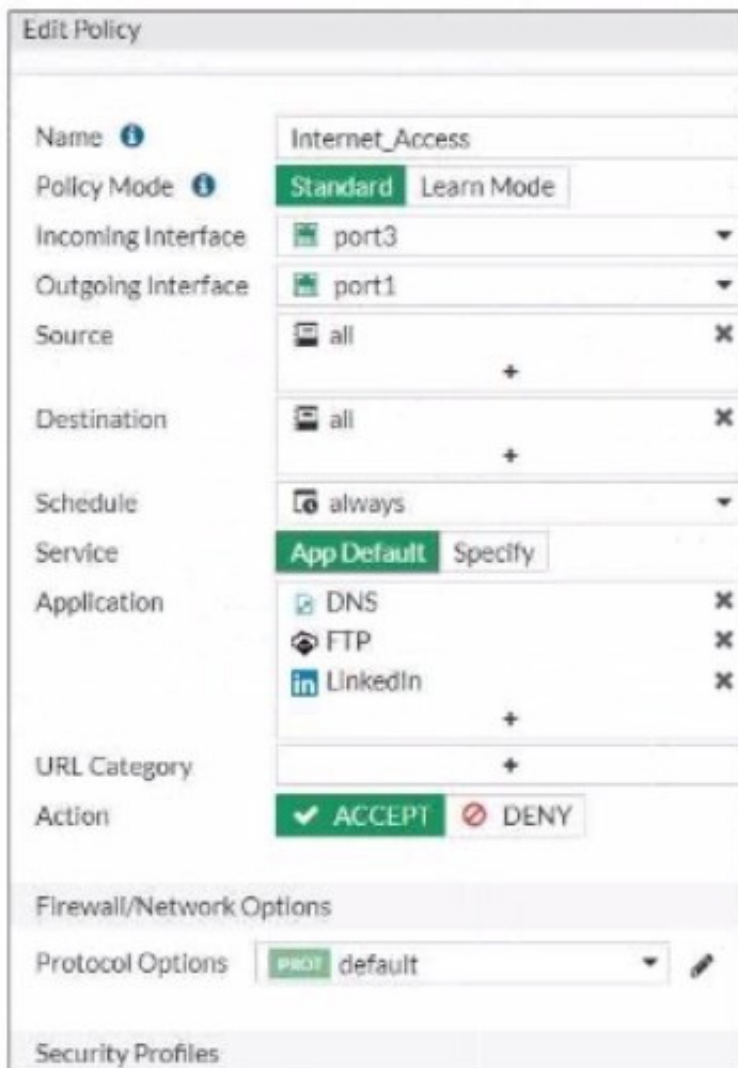 Edit Policy
Name
Internet_Access
Policy Mode
Standard Learn Mode
Incoming Interface
port3
Outgoing Interface
port1
Source
all
Destination
all
Schedule
always
Service
App Default Specify
Application
DNS
FTP
in LinkedIn
URL Category
Action
ACCEPT DENY
Firewall/Network Options
Protocol Options
PROT default
Security Profiles